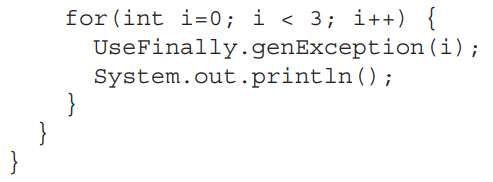 for(int i=0; i < 3; i++) {
UseFinally.genException(i);
System.out.println();
}
}
}